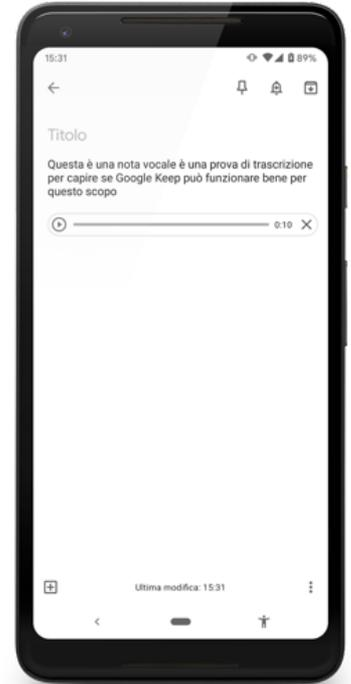 15:31
89%
Titolo
Questa è una nota vocale è una prova di trascrizione
per capire se Google Keep può funzionare bene per
questo scopo
0:10
Ultima modifica: 15:31